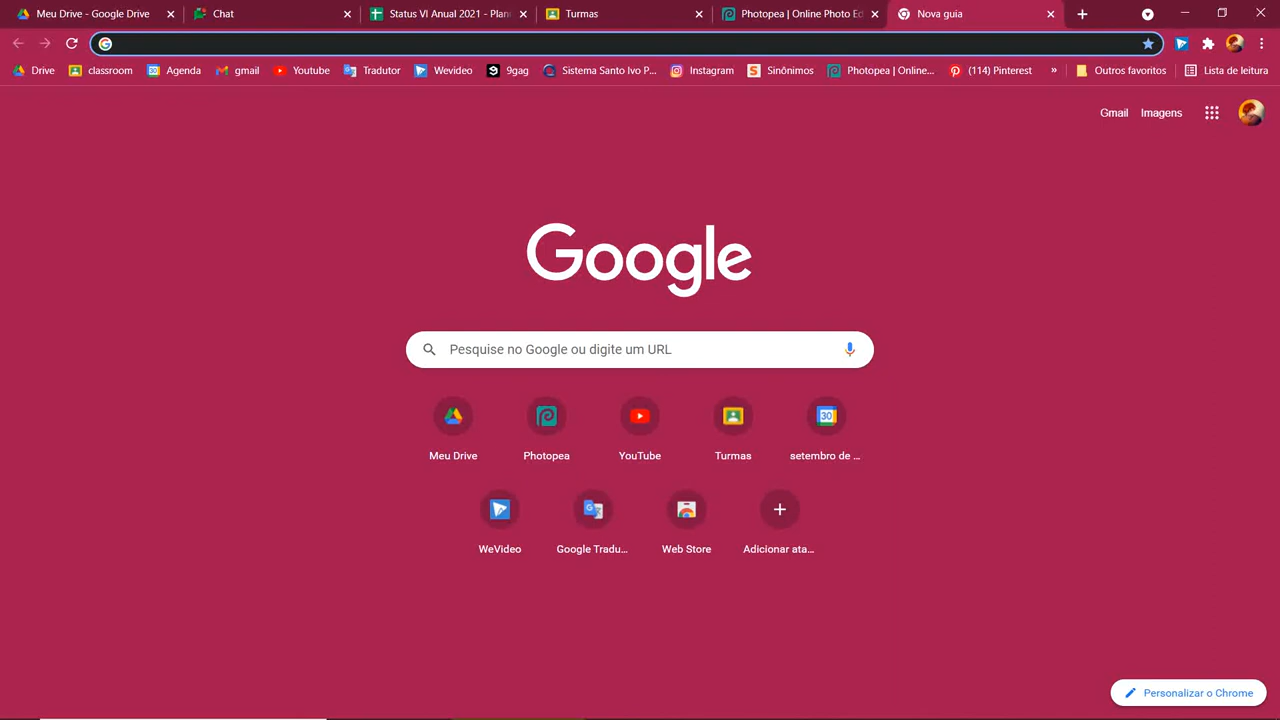 Meu Drive - Google Drive
Chat
Status VI Anual 2021 - Plani
Turmas
Photopea | Online Photo Ed
Nova guia
Drive
classroom
Agenda
gmail
Youtube
Tradutor
Wevideo
9gag
Sistema Santo Ivo P...
Instagram
Sinônimos
Photopea | Online...
(114) Pinterest
»
Outros favoritos
Lista de leitura
Gmail
Imagens
Google
Pesquise no Google ou digite um URL
Meu Drive
Photopea
YouTube
Turmas
setembro de ...
WeVideo
Google Tradu...
Web Store
Adicionar ata...
Personalizar o Chrome